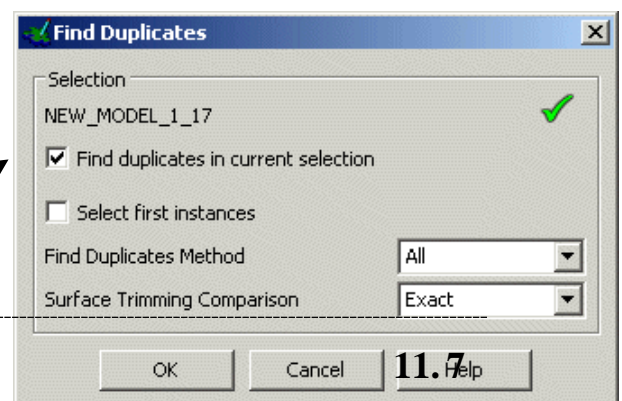 Find Duplicates
Selection
NEW_MODEL_1_17
Find duplicates in current selection
Select first instances
Find Duplicates Method All
Surface Trimming Comparison Exact
OK Cancel 11.7 Help